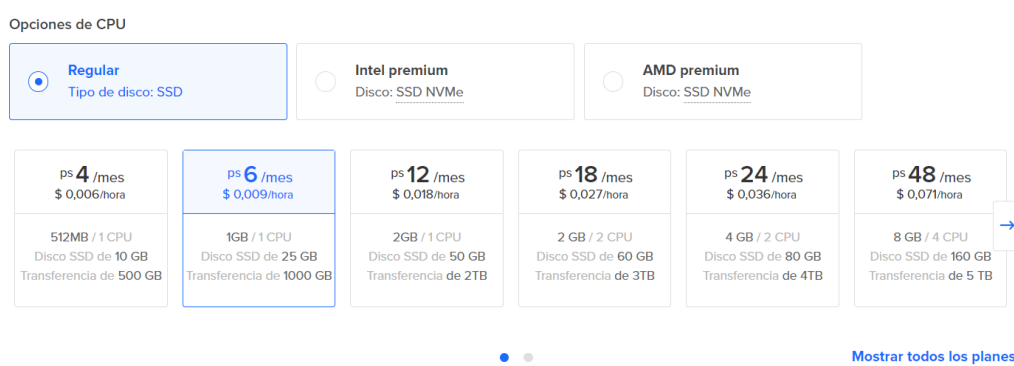 Opciones de CPU
Regular
Tipo de disco: SSD
Intel premium
Disco: SSD NVMe
AMD premium
Disco: SSD NVMe
ps 4 /mes
$ 0,006/hora
512MB / 1 CPU
Disco SSD de 10 GB
Transferencia de 500 GB
ps 6 /mes
$ 0,009/hora
1GB / 1 CPU
Disco SSD de 25 GB
Transferencia de 1000 GB
ps 12 /mes
$ 0,018/hora
2GB / 1 CPU
Disco SSD de 50 GB
Transferencia de 2TB
ps 18 /mes
$ 0,027/hora
2 GB / 2 CPU
Disco SSD de 60 GB
Transferencia de 3TB
ps 24 /mes
$ 0,036/hora
4 GB / 2 CPU
Disco SSD de 80 GB
Transferencia de 4TB
ps 48 /mes
$ 0,071/hora
8 GB / 4 CPU
Disco SSD de 160 GB
Transferencia de 5 TB
Mostrar todos los planes